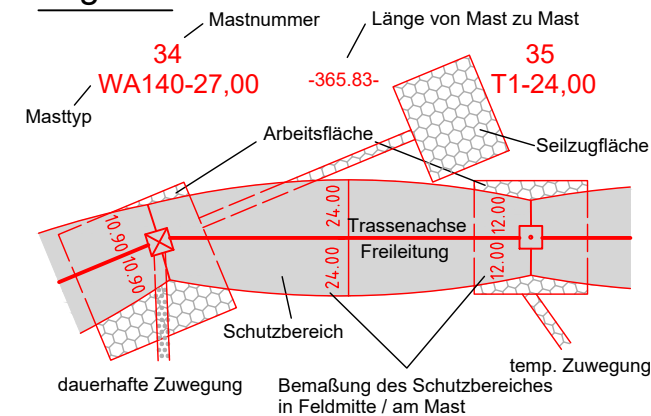 Mastnummer
Länge von Mast zu Mast
34
35
WA140-27,00
-365.83-
T1-24,00
Masttyp
Arbeitsfläche
Seilzugfläche
10.90
10.90
24.00
24.00
12.00
12.00
Trassenachse
Freileitung
Schutzbereich
temp. Zuwegung
dauerhafte Zuwegung
Bemaßung des Schutzbereiches
in Feldmitte / am Mast